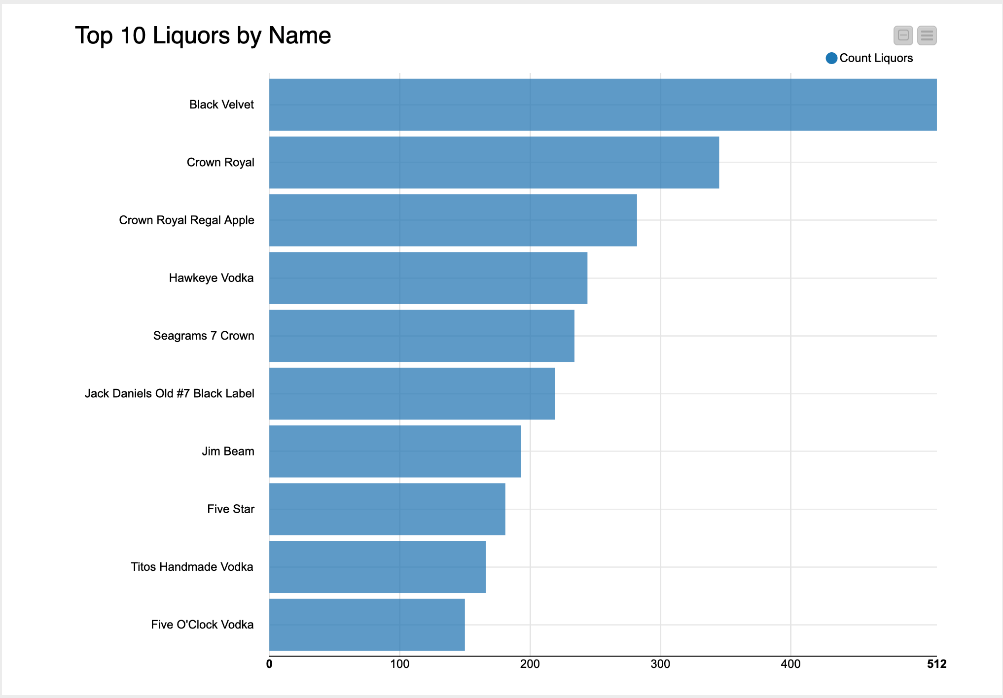 Top 10 Liquors by Name
Count Liquors
Black Velvet
Crown Royal
Crown Royal Regal Apple
Hawkeye Vodka
Seagrams 7 Crown
Jack Daniels Old #7 Black Label
Jim Beam
Five Star
Titos Handmade Vodka
Five O'Clock Vodka
0 100 200 300 400 512